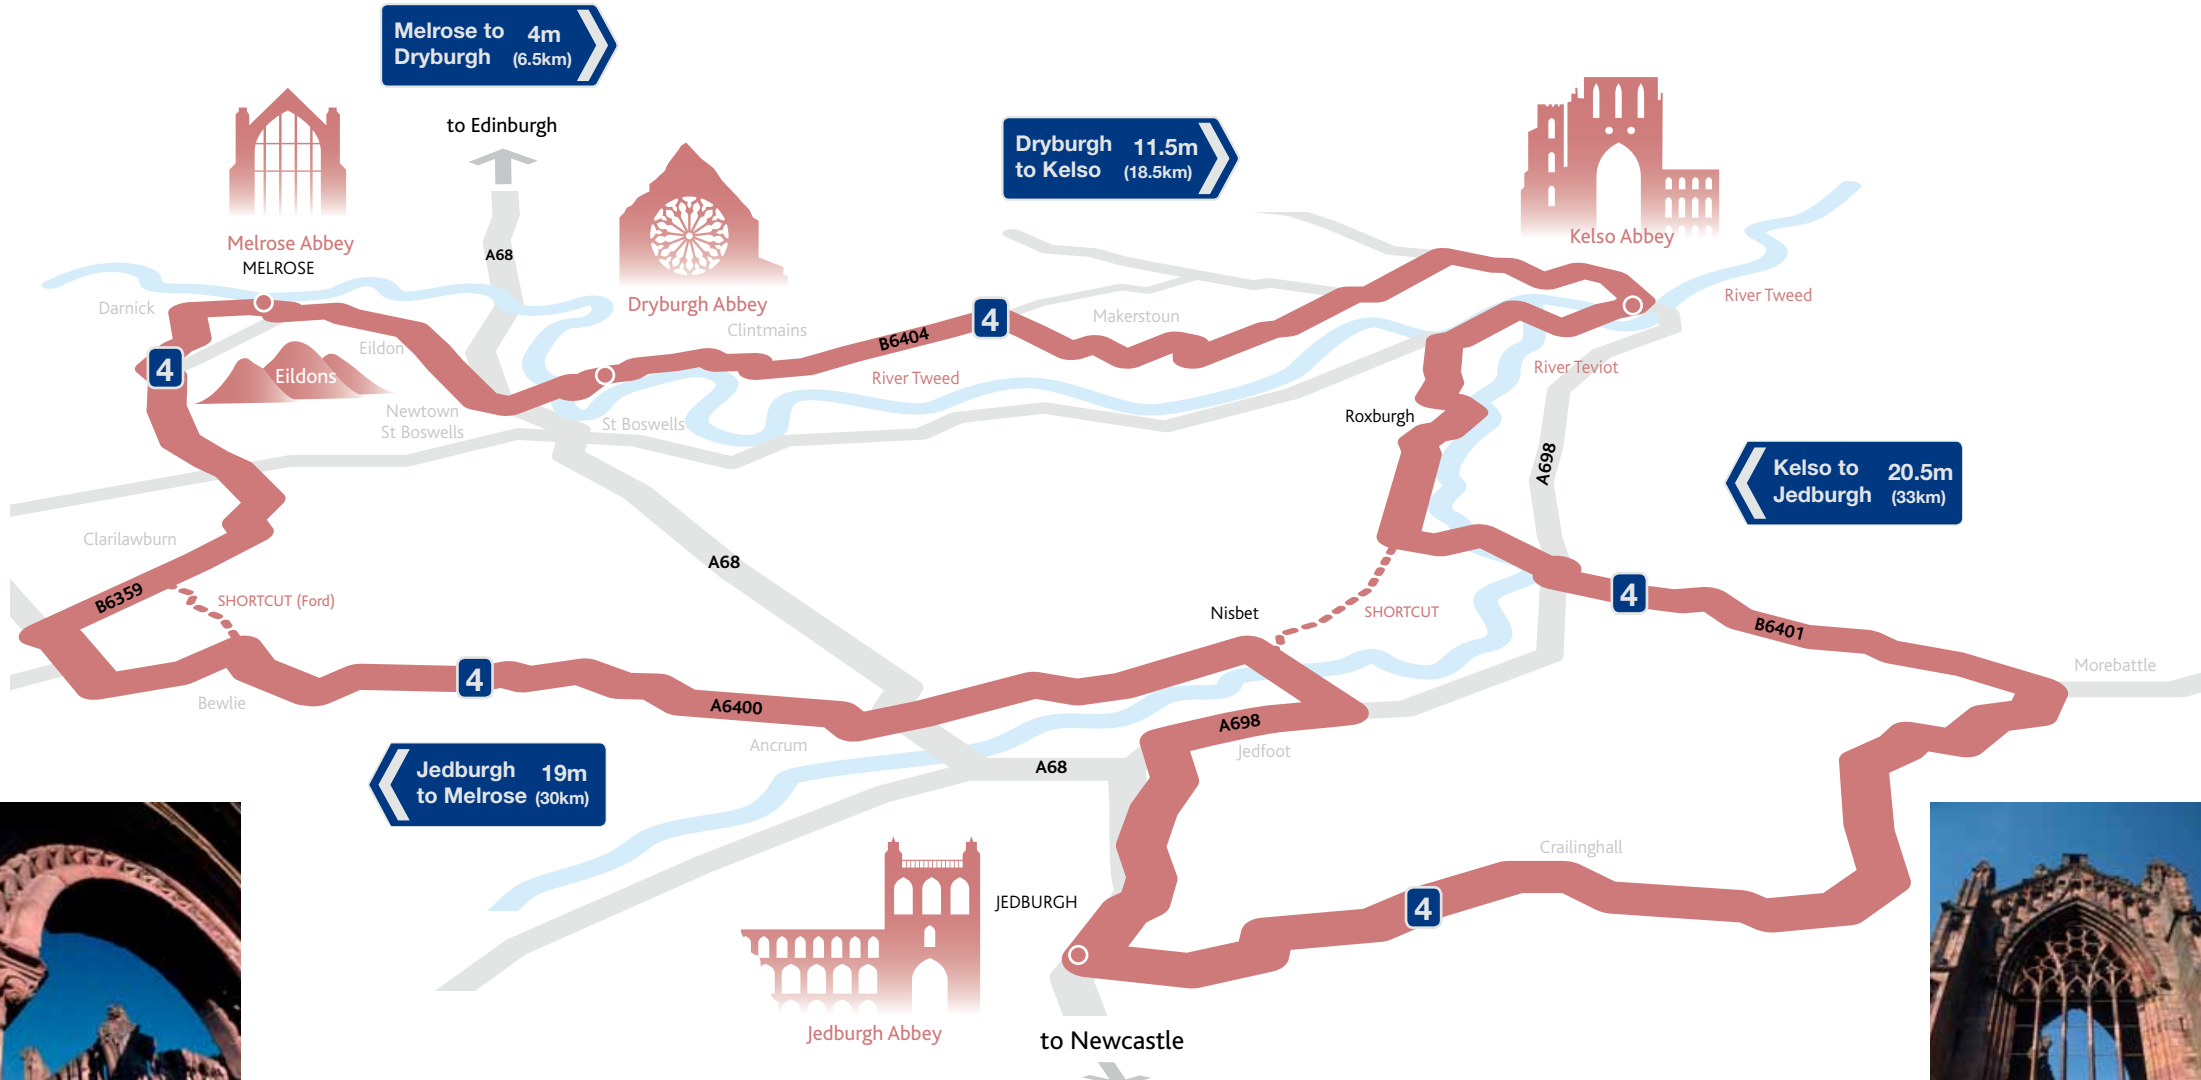 Melrose to 4m
Dryburgh (6.5km)
to Edinburgh
Dryburgh 11.5m
to Kelso (18.5km)
Melrose Abbey
MELROSE
A68
Kelso Abbey
Darnick
Dryburgh Abbey
River Tweed
Clintmains
4
Makerstoun
B6404
Eildon
4
Eildons
River Tweed
River Teviot
Newtown
St Boswells
St Boswells
Roxburgh
A698
Kelso to 20.5m
Jedburgh (33km)
Clarilawburn
A68
B6359
SHORTCUT (Ford)
Nisbet
SHORTCUT
4
B6401
Morebattle
4
Bewlie
A6400
A698
Ancrum
Jedfoot
A68
Jedburgh 19m
to Melrose (30km)
Crailinghall
JEDBURGH
4
Jedburgh Abbey
to Newcastle